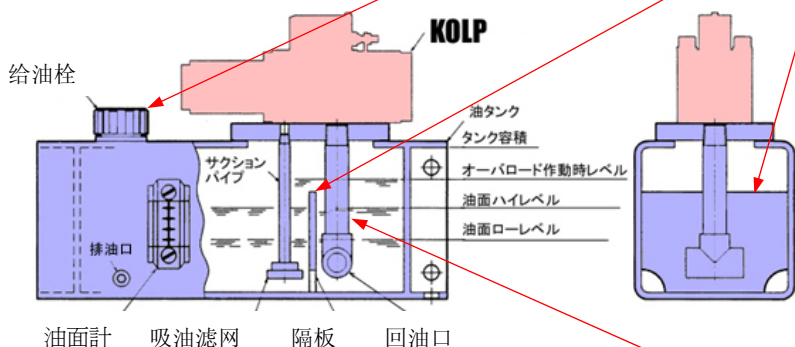 KOLP
给油栓
油タンク
タンク容積
サクション
パイプ
オーバロード作動時レベル
油面ハイレベル
油面ローレベル
排油口
油面計
吸油滤网
隔板
回油口